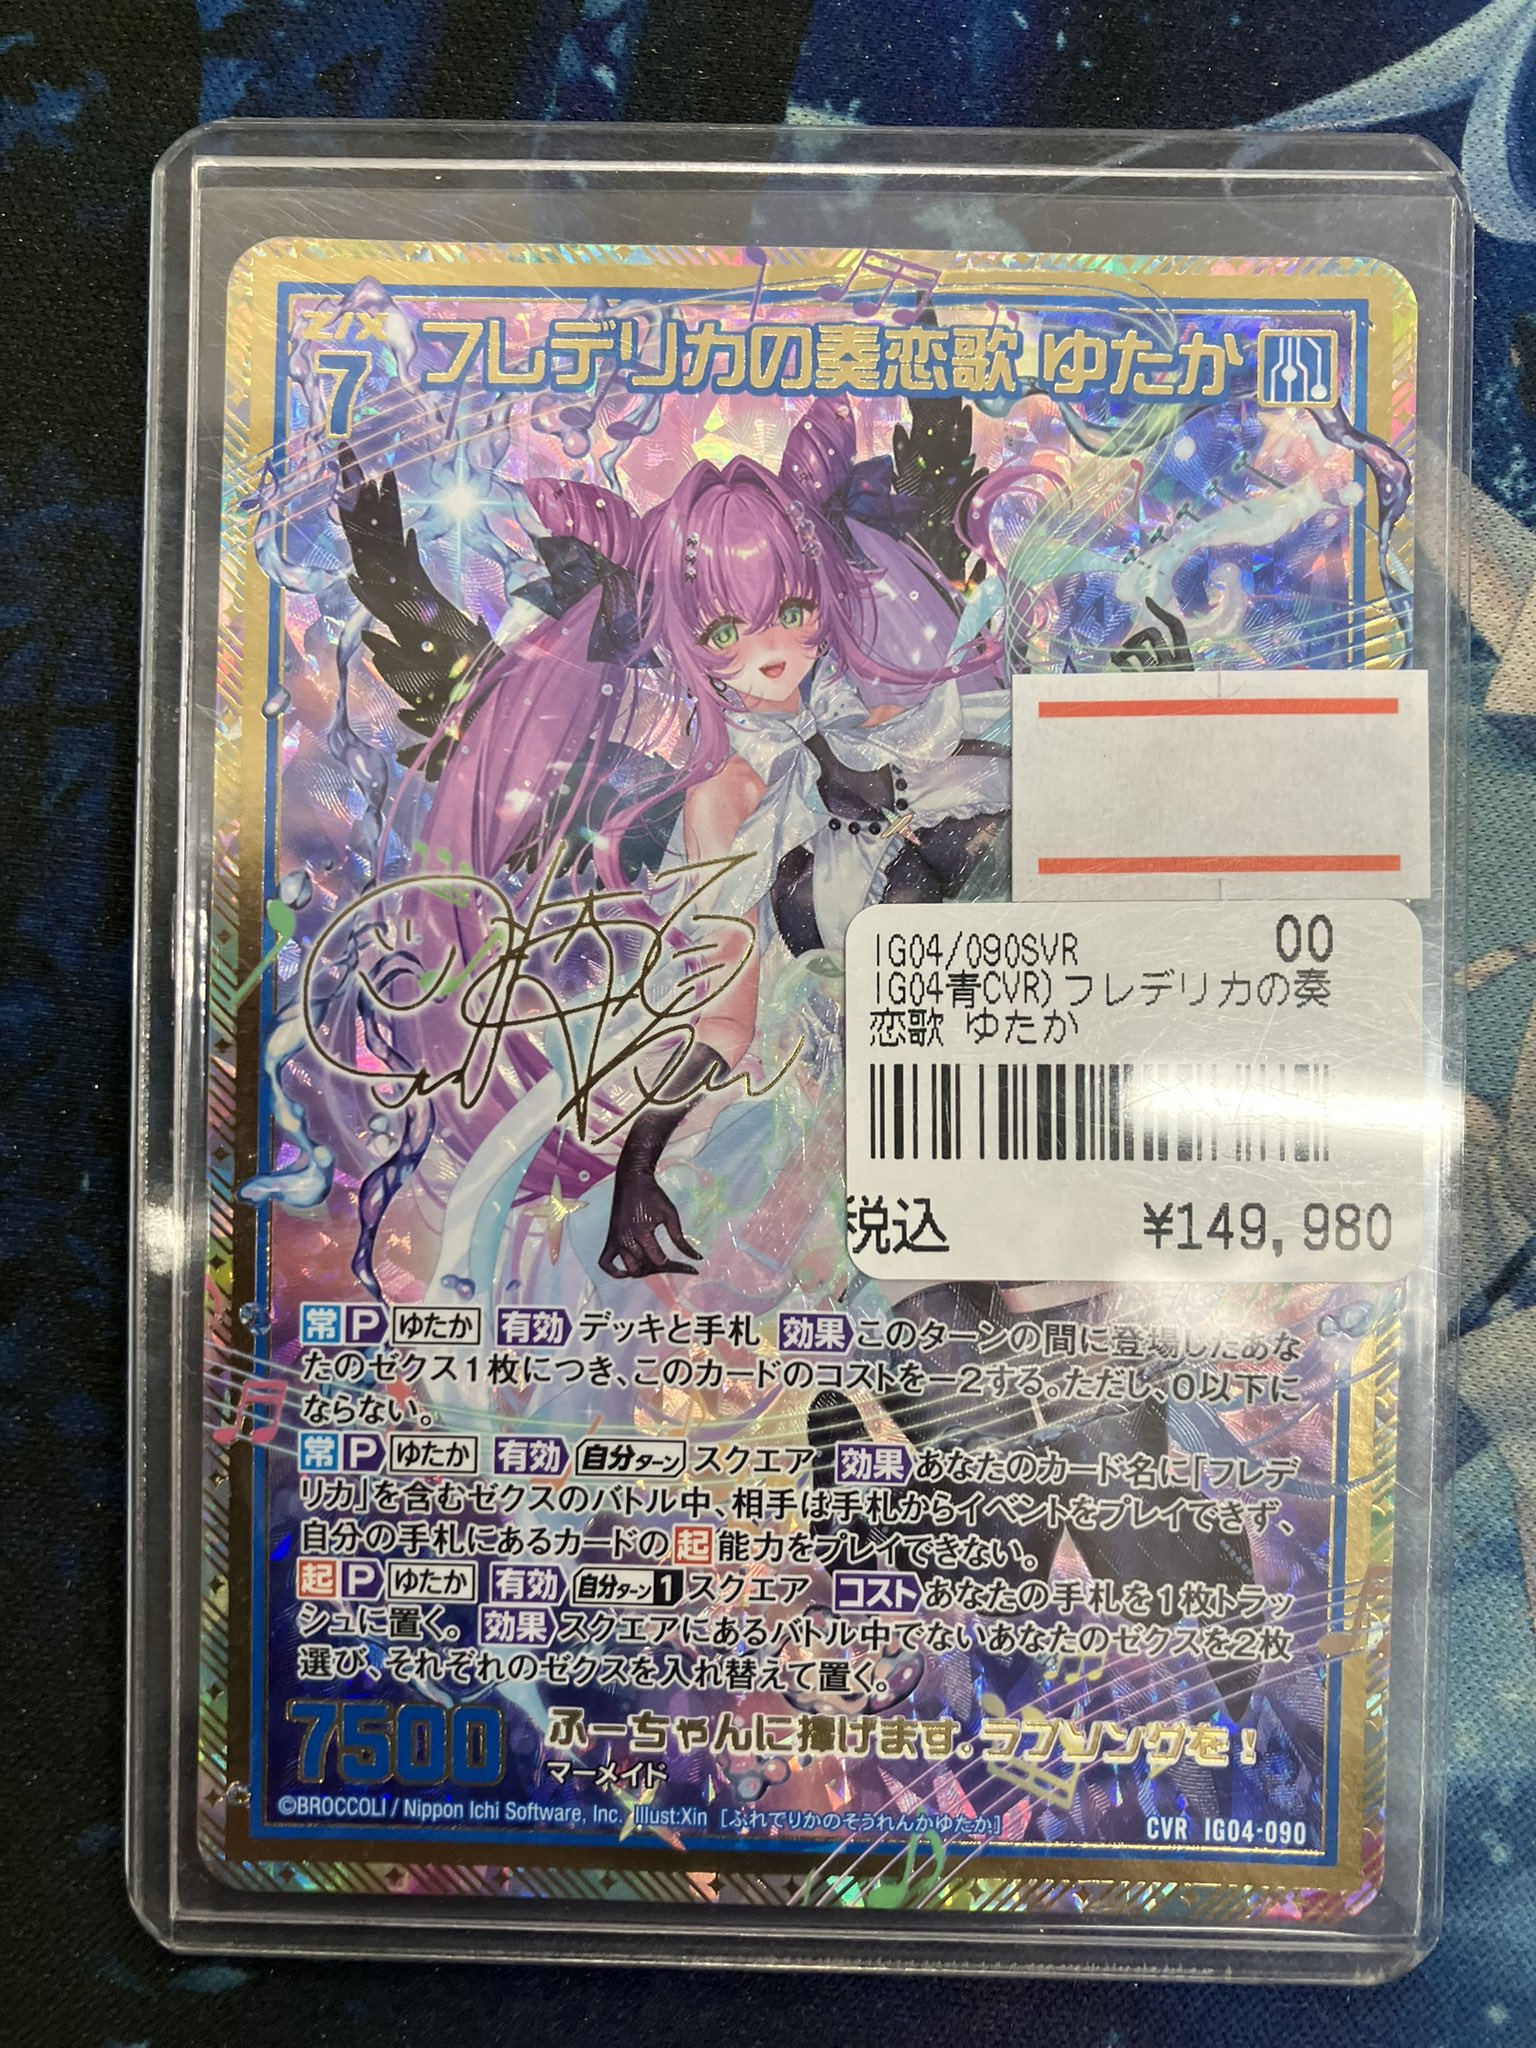 Z/X
7
フレデリカの奏恋歌 ゆたか
IG04/090SVR 00
IG04青CVR)フレデリカの奏
恋歌 ゆたか
税込 ¥149,980
常 P ゆたか 有効 デッキと手札 効果 このターンの間に登場したあな
たのゼクス1枚につき、このカードのコストを－2する。ただし、0以下に
ならない。
常 P ゆたか 有効 自分ターン スクエア 効果 あなたのカード名に「フレデ
リカ」を含むゼクスのバトル中、相手は手札からイベントをプレイできず、
自分の手札にあるカードの 起 能力をプレイできない。
起 P ゆたか 有効 自分ターン1 スクエア コスト あなたの手札を1枚トラッ
シュに置く。 効果 スクエアにあるバトル中でないあなたのゼクスを2枚
選び、それぞれのゼクスを入れ替えて置く。
7500
ふーちゃんに捧げます。ラブソングを！
マーメイド
©BROCCOLI / Nippon Ichi Software, Inc. Illust:Xin [ふれでりかのそうれんかゆたか]
CVR IG04-090